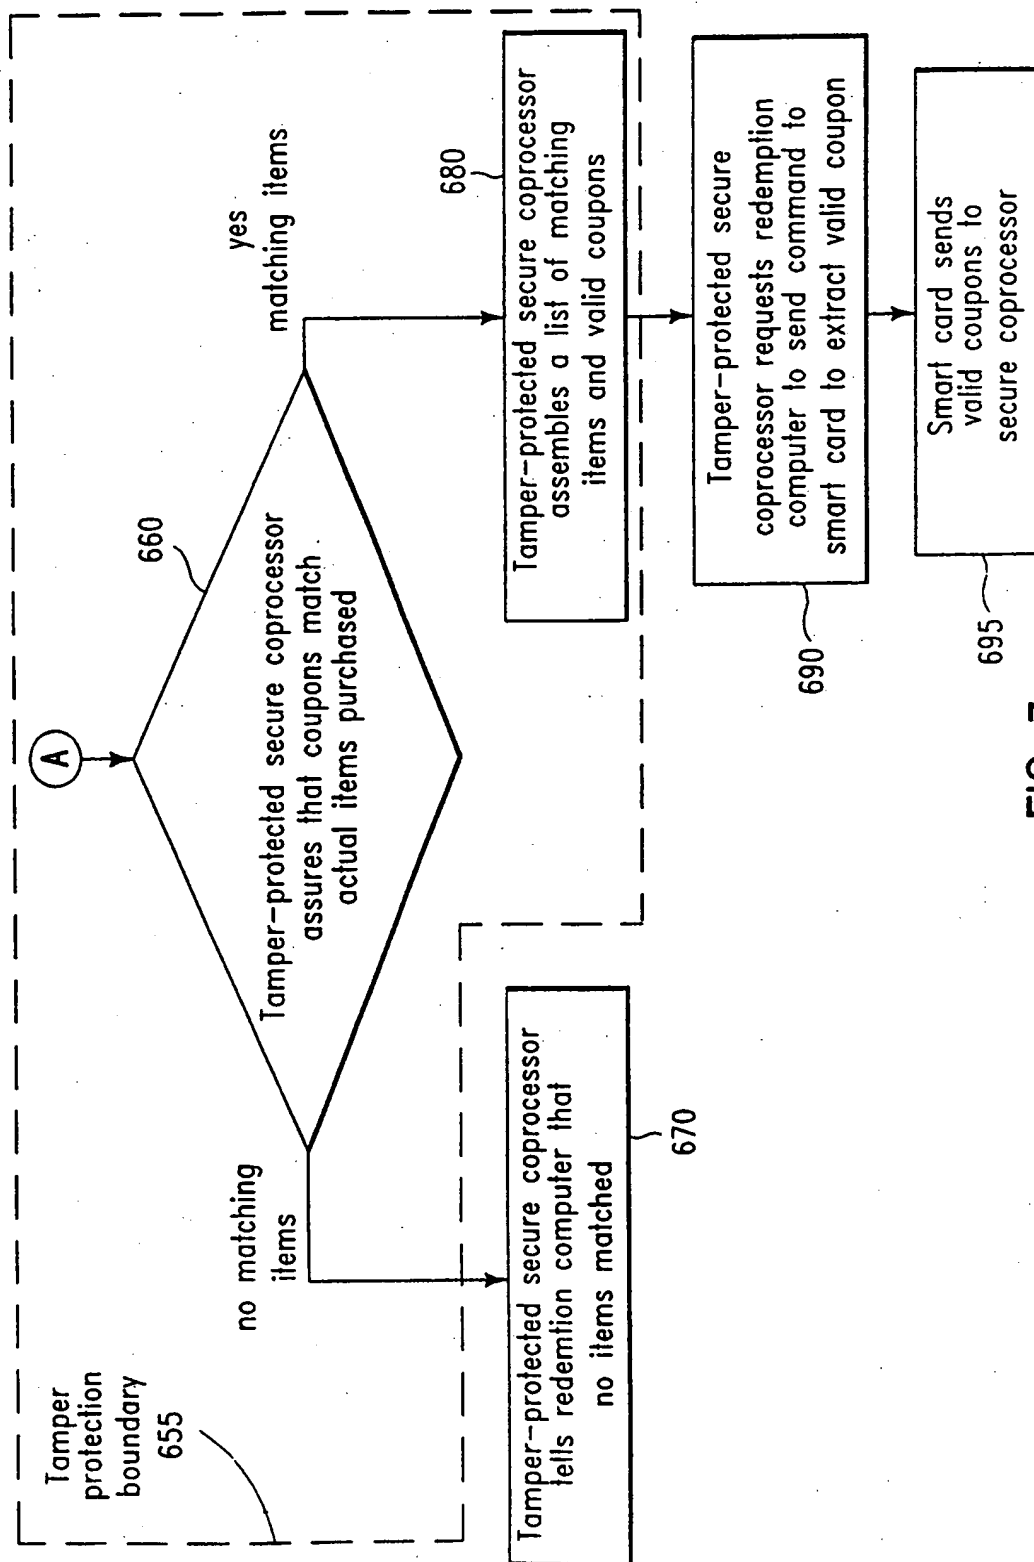 A
660
Tamper-protected secure coprocessor
assures that coupons match
actual items purchased
yes
matching items
no matching
items
Tamper
protection
boundary
655
680
Tamper-protected secure coprocessor
assembles a list of matching
items and valid coupons
Tamper-protected secure coprocessor
tells redemtion computer that
no items matched
670
Tamper-protected secure
coprocessor requests redemption
computer to send command to
smart card to extract valid coupon
690
Smart card sends
valid coupons to
secure coprocessor
695